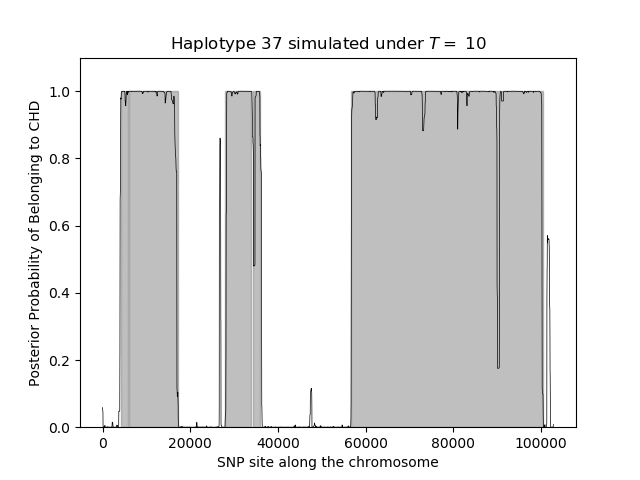 Haplotype 37 simulated under T = 10
Posterior Probability of Belonging to CHD
1.0
0.8
0.6
0.4
0.2
0.0
0 20000 40000 60000 80000 100000
SNP site along the chromosome